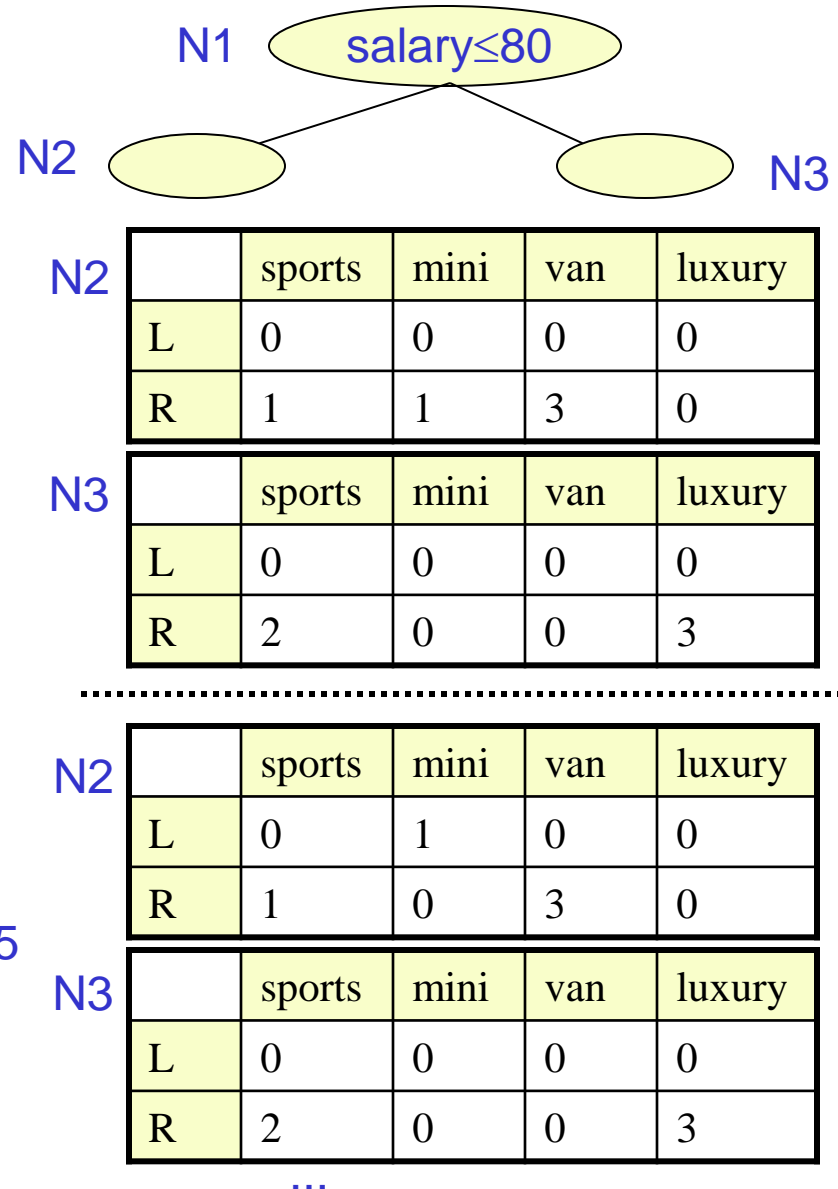 N1 salary≤80
N2 N3
N2 sports mini van luxury
L 0 0 0 0
R 1 1 3 0
N3 sports mini van luxury
L 0 0 0 0
R 2 0 0 3
N2 sports mini van luxury
L 0 1 0 0
R 1 0 3 0
5
N3 sports mini van luxury
L 0 0 0 0
R 2 0 0 3
...